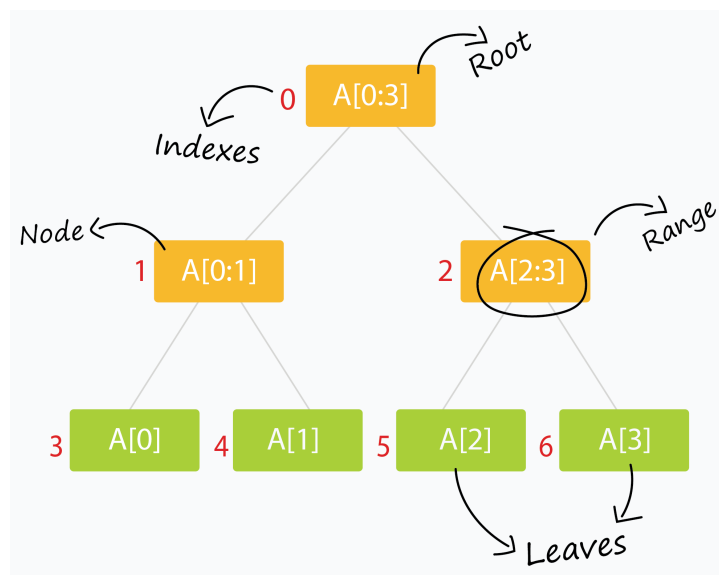 Root
0 A[0:3]
Indexes
Node
Range
1 A[0:1]
2 A[2:3]
3 A[0]
4 A[1]
5 A[2]
6 A[3]
Leaves